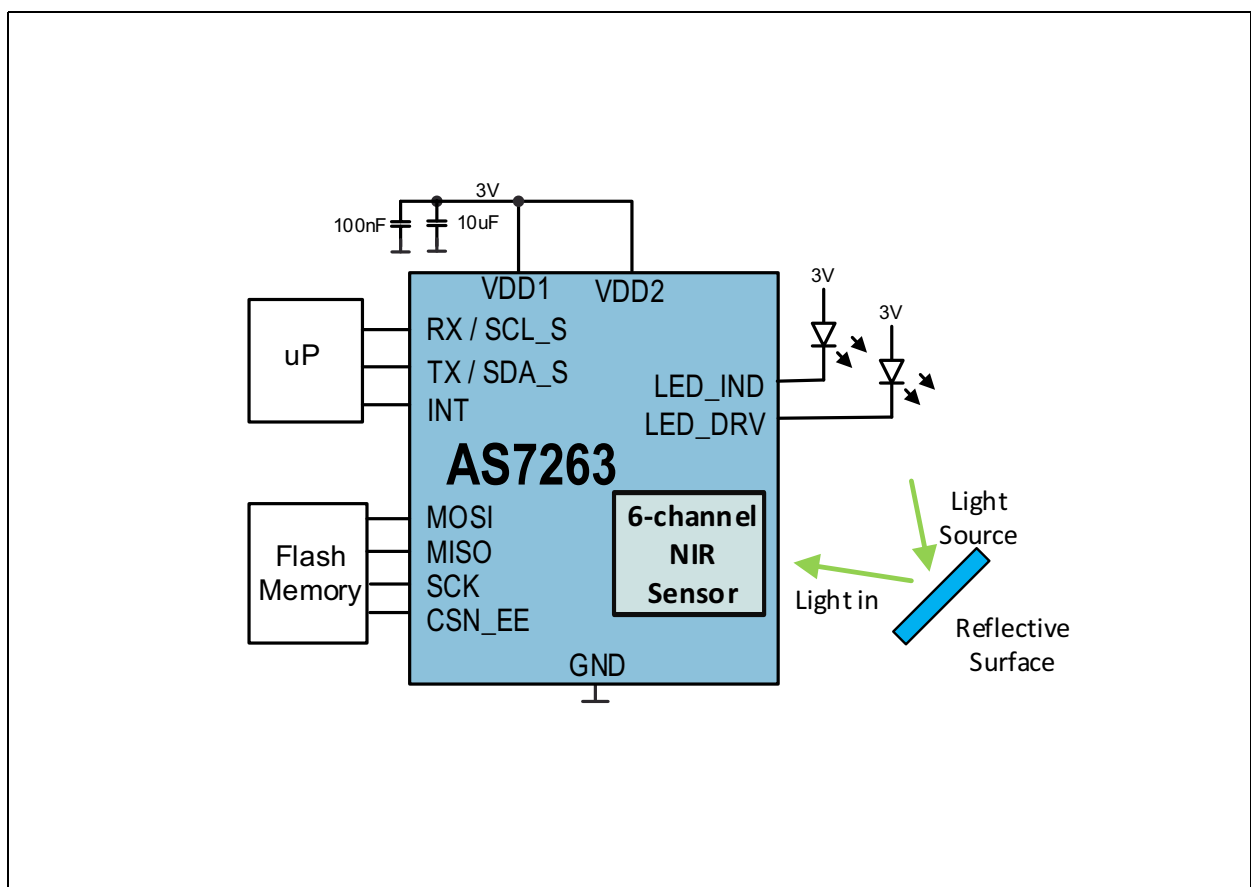 3V
100nF
10uF
VDD1
VDD2
3V
3V
uP
RX / SCL_S
TX / SDA_S
INT
LED_IND
LED_DRV
AS7263
Flash
Memory
MOSI
MISO
SCK
CSN_EE
6-channel
NIR
Sensor
Light
Source
Light in
Reflective
Surface
GND